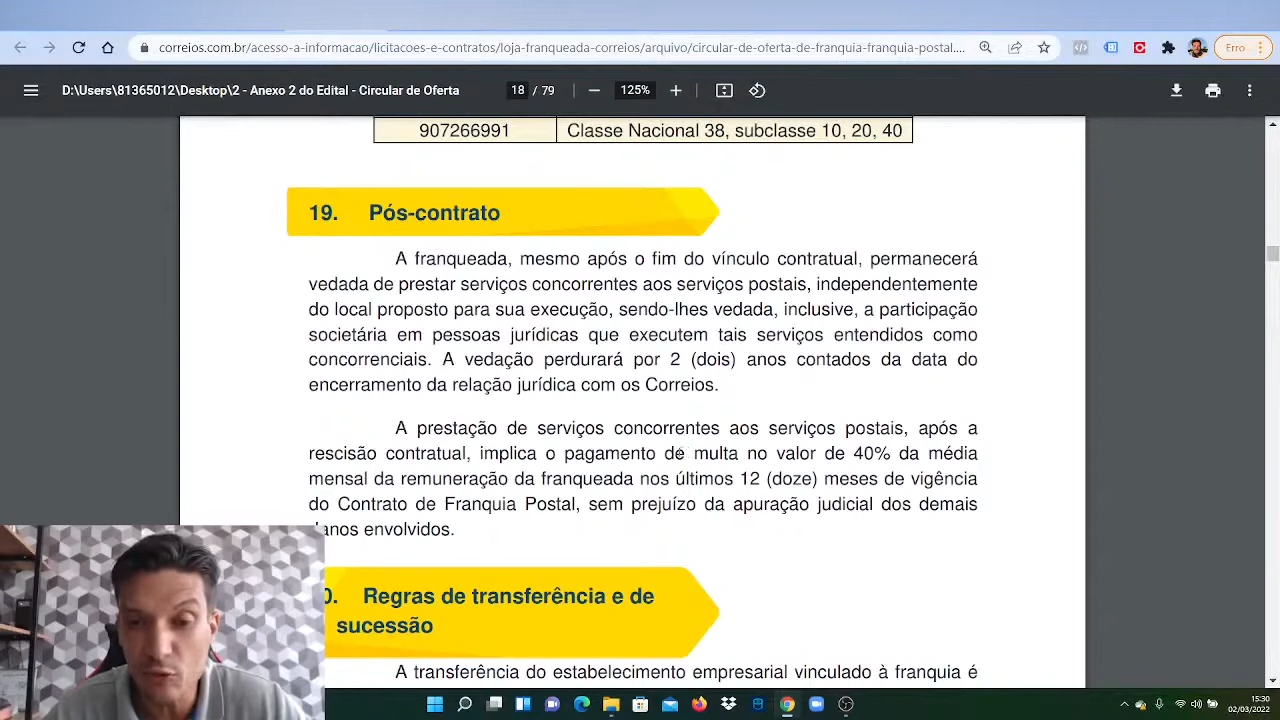 correios.com.br/acesso-a-informacao/licitacoes-e-contratos/loja-franqueada-correios/arquivo/circular-de-oferta-de-franquia-franquia-postal....
Erro
D:\Users\81365012\Desktop\2 - Anexo 2 do Edital - Circular de Oferta
18 / 79
125%
907266991 Classe Nacional 38, subclasse 10, 20, 40
19. Pós-contrato
A franqueada, mesmo após o fim do vínculo contratual, permanecerá
vedada de prestar serviços concorrentes aos serviços postais, independentemente
do local proposto para sua execução, sendo-lhes vedada, inclusive, a participação
societária em pessoas jurídicas que executem tais serviços entendidos como
concorrenciais. A vedação perdurará por 2 (dois) anos contados da data do
encerramento da relação jurídica com os Correios.
A prestação de serviços concorrentes aos serviços postais, após a
rescisão contratual, implica o pagamento de multa no valor de 40% da média
mensal da remuneração da franqueada nos últimos 12 (doze) meses de vigência
do Contrato de Franquia Postal, sem prejuízo da apuração judicial dos demais
danos envolvidos.
0. Regras de transferência e de
sucessão
A transferência do estabelecimento empresarial vinculado à franquia é
15:30
02/03/2022